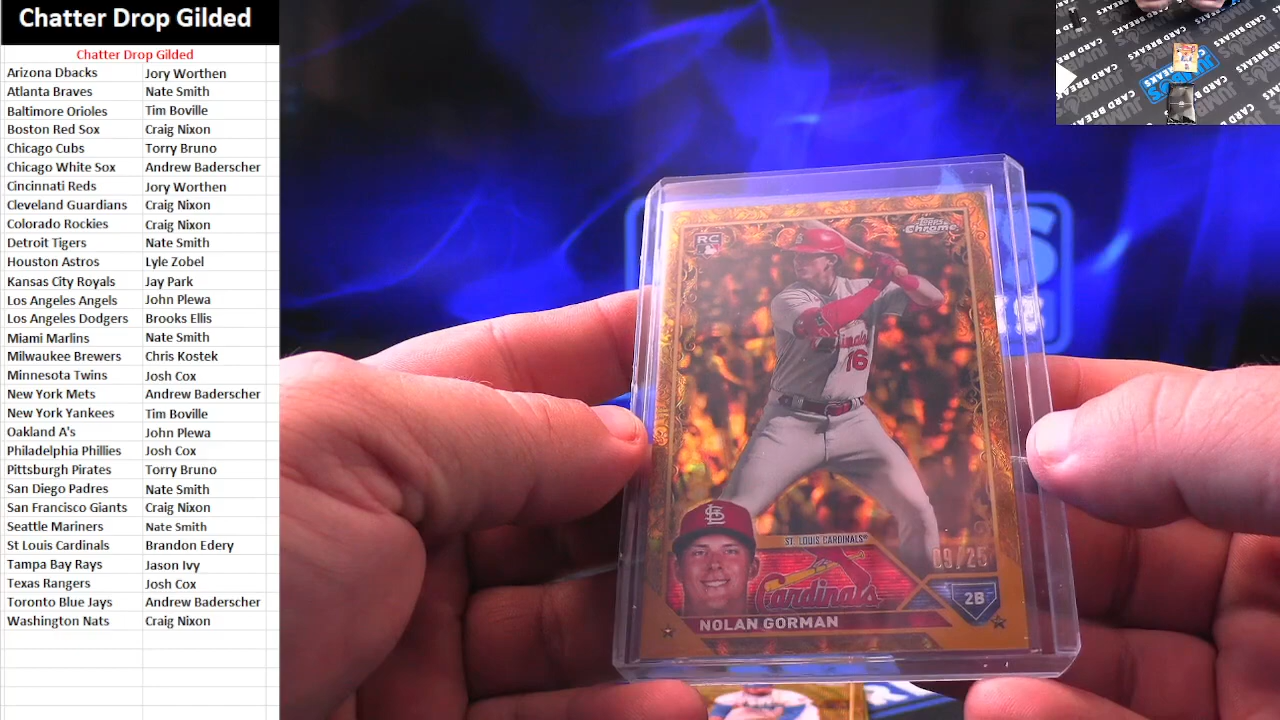 Chatter Drop Gilded
Chatter Drop Gilded
Arizona Dbacks Jory Worthen
Atlanta Braves Nate Smith
Baltimore Orioles Tim Boville
Boston Red Sox Craig Nixon
Chicago Cubs Torry Bruno
Chicago White Sox Andrew Baderscher
Cincinnati Reds Jory Worthen
Cleveland Guardians Craig Nixon
Colorado Rockies Craig Nixon
Detroit Tigers Nate Smith
Houston Astros Lyle Zobel
Kansas City Royals Jay Park
Los Angeles Angels John Plewa
Los Angeles Dodgers Brooks Ellis
Miami Marlins Nate Smith
Milwaukee Brewers Chris Kostek
Minnesota Twins Josh Cox
New York Mets Andrew Baderscher
New York Yankees Tim Boville
Oakland A's John Plewa
Philadelphia Phillies Josh Cox
Pittsburgh Pirates Torry Bruno
San Diego Padres Nate Smith
San Francisco Giants Craig Nixon
Seattle Mariners Nate Smith
St Louis Cardinals Brandon Edery
Tampa Bay Rays Jason Ivy
Texas Rangers Josh Cox
Toronto Blue Jays Andrew Baderscher
Washington Nats Craig Nixon
RC
Topps
Chrome
16
ST. LOUIS CARDINALS®
09/25
Cardinals
2B
NOLAN GORMAN
JUMBOS
CARD BREAKS